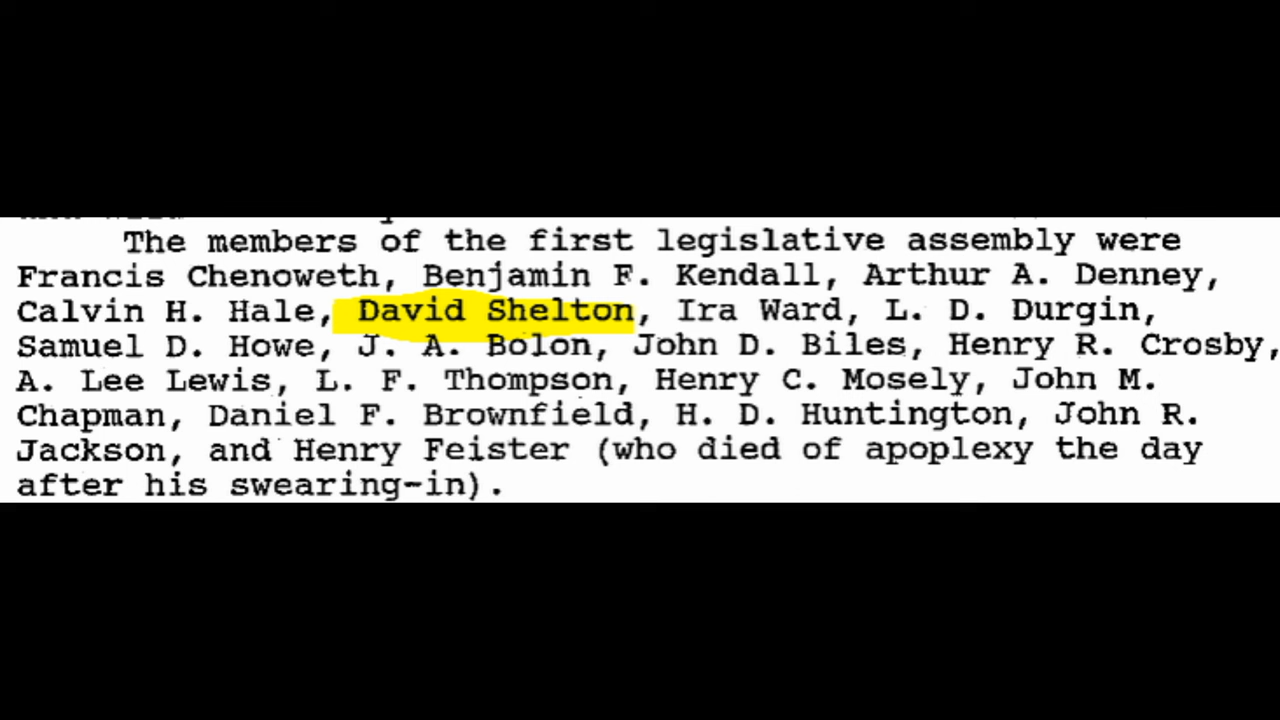 The members of the first legislative assembly were
Francis Chenoweth, Benjamin F. Kendall, Arthur A. Denney,
Calvin H. Hale, David Shelton, Ira Ward, L. D. Durgin,
Samuel D. Howe, J. A. Bolon, John D. Biles, Henry R. Crosby,
A. Lee Lewis, L. F. Thompson, Henry C. Mosely, John M.
Chapman, Daniel F. Brownfield, H. D. Huntington, John R.
Jackson, and Henry Feister (who died of apoplexy the day
after his swearing-in).